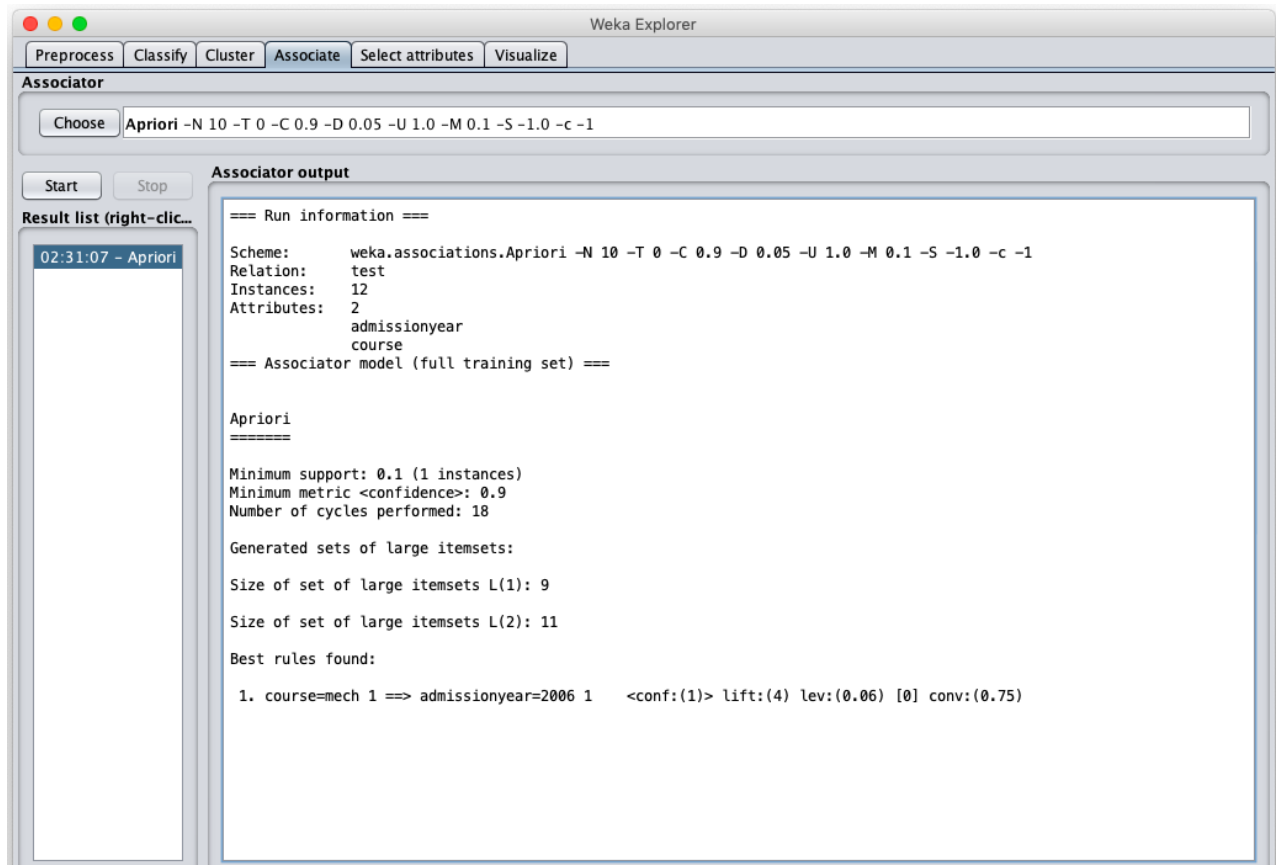 Weka Explorer
Preprocess Classify Cluster Associate Select attributes Visualize
Associator
Choose Apriori -N 10 -T 0 -C 0.9 -D 0.05 -U 1.0 -M 0.1 -S -1.0 -c -1
Start Stop
Result list (right-clic...
02:31:07 - Apriori
Associator output
=== Run information ===
Scheme: weka.associations.Apriori -N 10 -T 0 -C 0.9 -D 0.05 -U 1.0 -M 0.1 -S -1.0 -c -1
Relation: test
Instances: 12
Attributes: 2
admissionyear
course
=== Associator model (full training set) ===
Apriori
=======
Minimum support: 0.1 (1 instances)
Minimum metric <confidence>: 0.9
Number of cycles performed: 18
Generated sets of large itemsets:
Size of set of large itemsets L(1): 9
Size of set of large itemsets L(2): 11
Best rules found:
1. course=mech 1 ==> admissionyear=2006 1 <conf:(1)> lift:(4) lev:(0.06) [0] conv:(0.75)